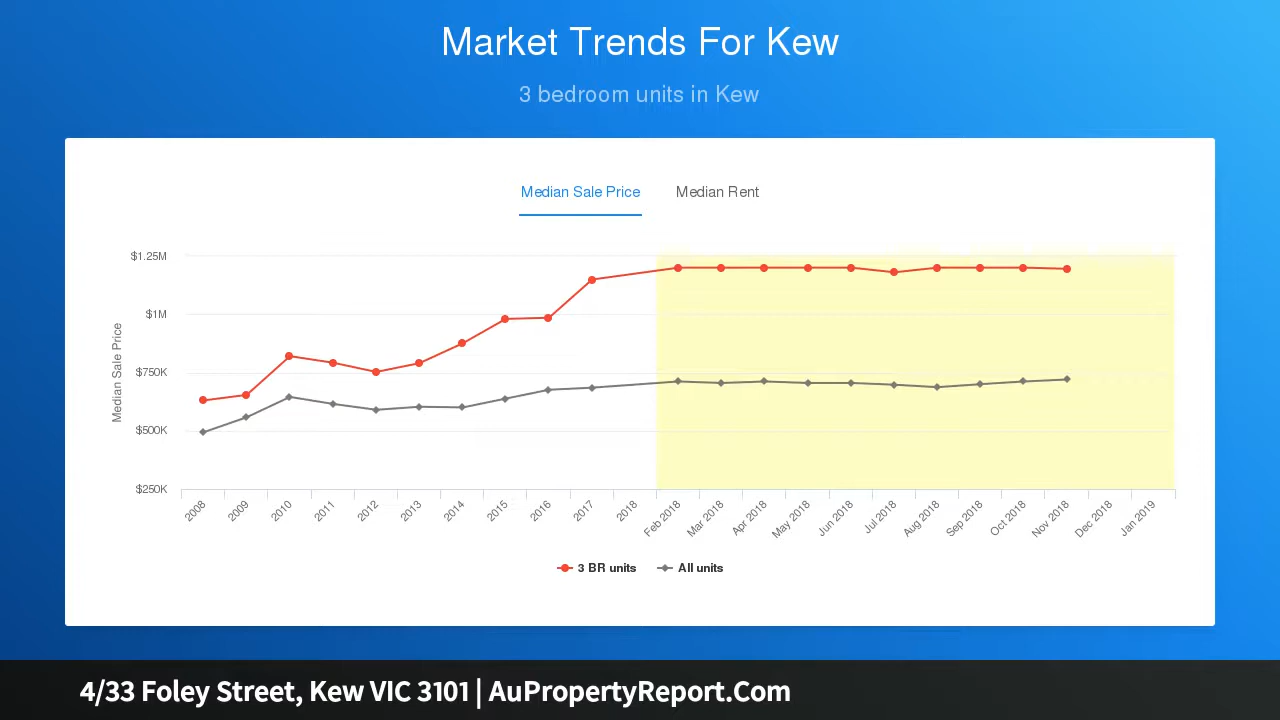 Market Trends For Kew
3 bedroom units in Kew
Median Sale Price Median Rent
$1.25M
$1M
$750K
$500K
$250K
Median Sale Price
2008 2009 2010 2011 2012 2013 2014 2015 2016 2017 2018 Feb 2018 Mar 2018 Apr 2018 May 2018 Jun 2018 Jul 2018 Aug 2018 Sep 2018 Oct 2018 Nov 2018 Dec 2018 Jan 2019
3 BR units All units
4/33 Foley Street, Kew VIC 3101 | AuPropertyReport.Com